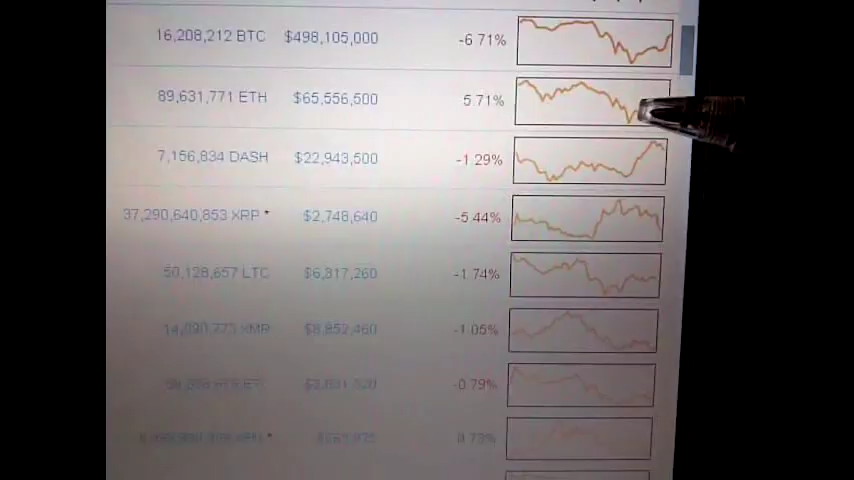 16,208,212 BTC $498,105,000 -6.71%
89,631,771 ETH $65,556,500 5.71%
7,156,834 DASH $22,943,500 -1.29%
37,290,640,853 XRP * $2,748,640 -5.44%
50,128,657 LTC $6,817,260 -1.74%
$8,852,460 -1.05%
-0.79%
0.73%